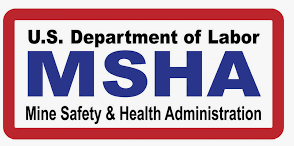 U.S. Department of Labor
MSHA
Mine Safety & Health Administration